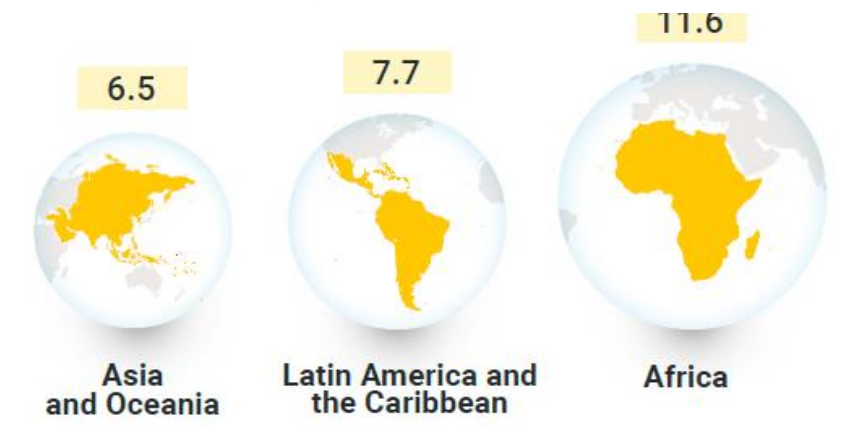 11.6
7.7
6.5
Asia
and Oceania
Latin America and
the Caribbean
Africa